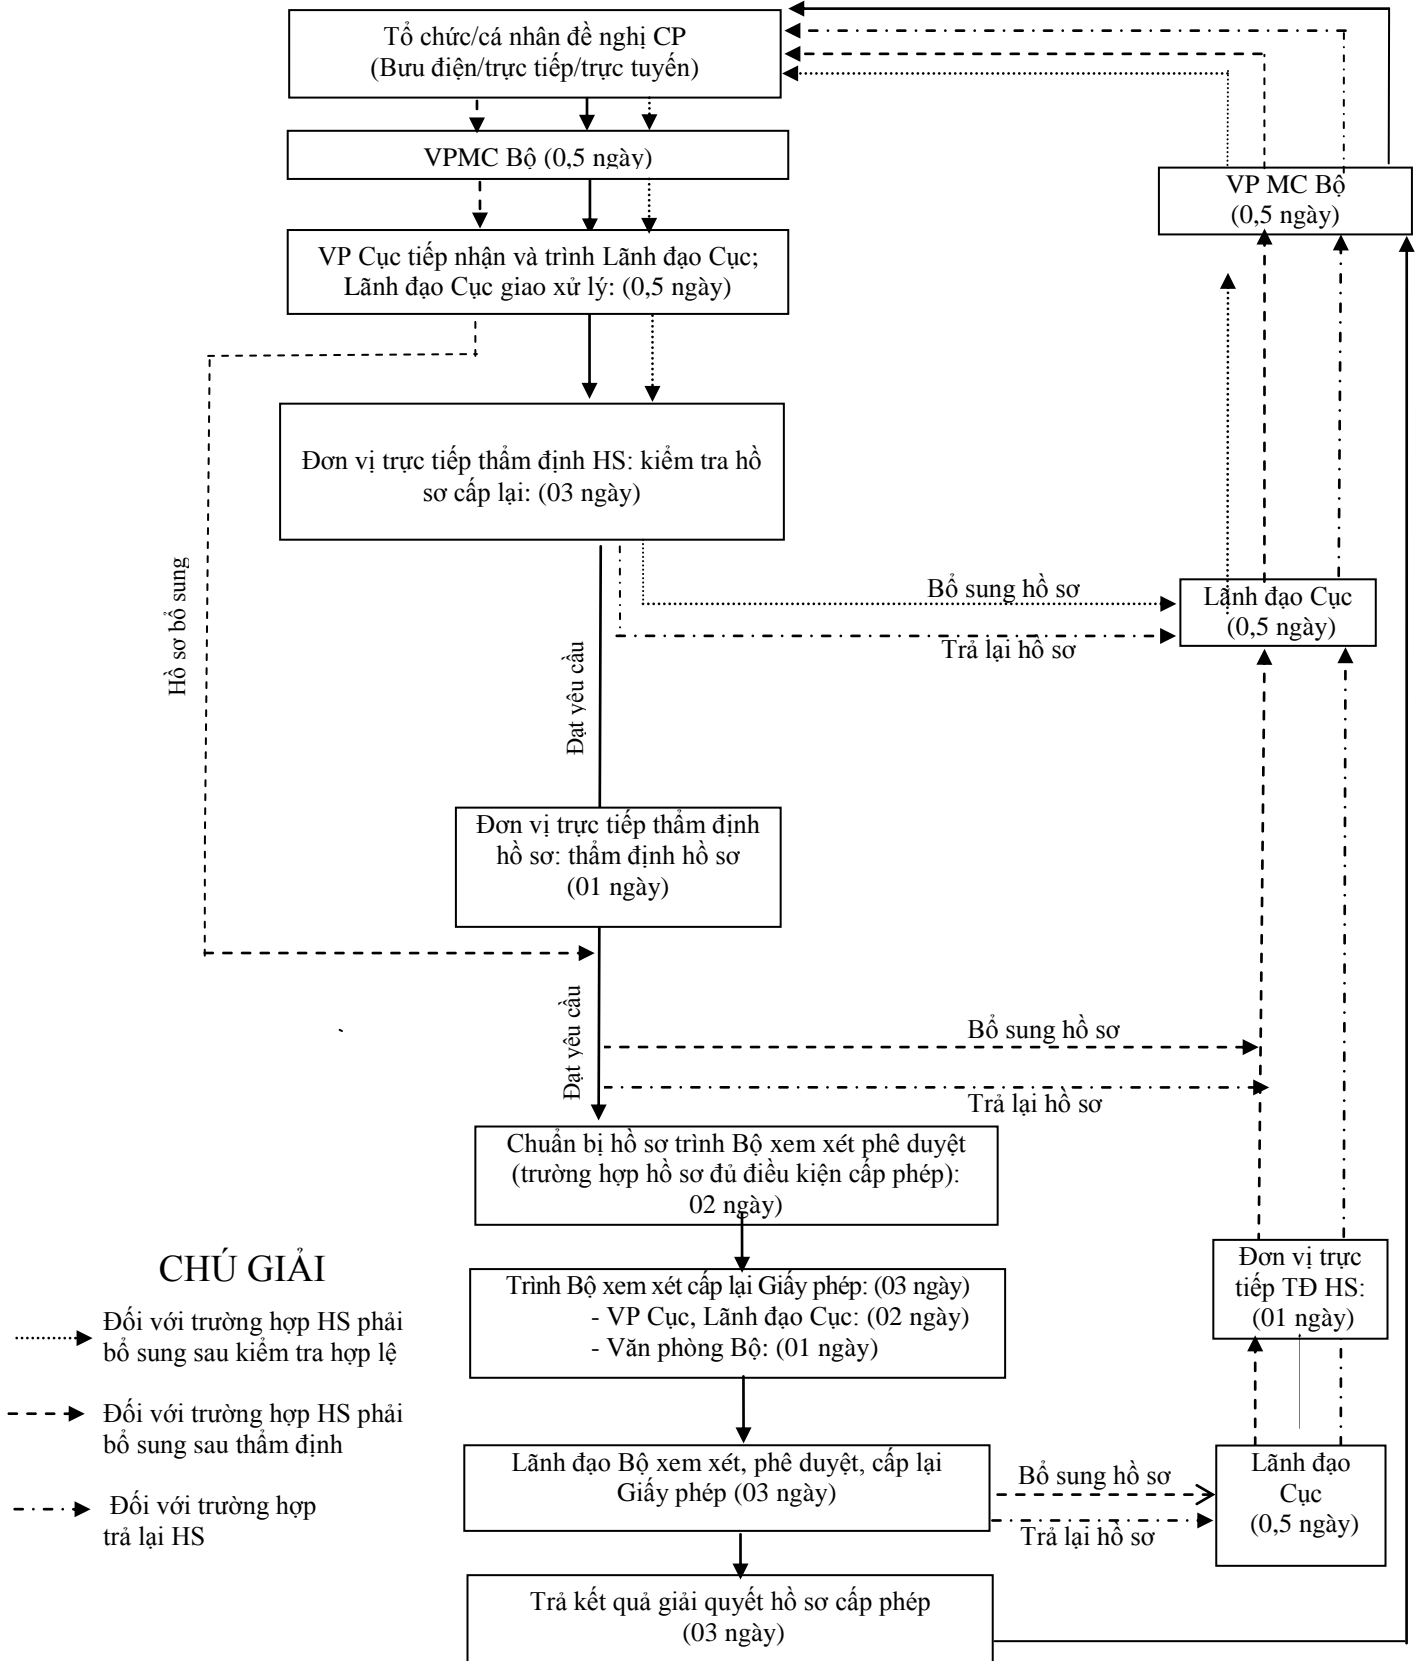 Tổ chức/cá nhân đề nghị CP
(Bưu điện/trực tiếp/trực tuyến)
VPMC Bộ (0,5 ngày)
VP MC Bộ
(0,5 ngày)
VP Cục tiếp nhận và trình Lãnh đạo Cục;
Lãnh đạo Cục giao xử lý: (0,5 ngày)
Đơn vị trực tiếp thẩm định HS: kiểm tra hồ
sơ cấp lại: (03 ngày)
Hồ sơ bổ sung
Bổ sung hồ sơ
Trả lại hồ sơ
Lãnh đạo Cục
(0,5 ngày)
Đạt yêu cầu
Đơn vị trực tiếp thẩm định
hồ sơ: thẩm định hồ sơ
(01 ngày)
Đạt yêu cầu
Bổ sung hồ sơ
Trả lại hồ sơ
Chuẩn bị hồ sơ trình Bộ xem xét phê duyệt
(trường hợp hồ sơ đủ điều kiện cấp phép):
02 ngày)
Trình Bộ xem xét cấp lại Giấy phép: (03 ngày)
- VP Cục, Lãnh đạo Cục: (02 ngày)
- Văn phòng Bộ: (01 ngày)
Đơn vị trực
tiếp TĐ HS:
(01 ngày)
Lãnh đạo Bộ xem xét, phê duyệt, cấp lại
Giấy phép (03 ngày)
Bổ sung hồ sơ
Trả lại hồ sơ
Lãnh đạo
Cục
(0,5 ngày)
Trả kết quả giải quyết hồ sơ cấp phép
(03 ngày)
CHÚ GIẢI
Đối với trường hợp HS phải
bổ sung sau kiểm tra hợp lệ
Đối với trường hợp HS phải
bổ sung sau thẩm định
Đối với trường hợp
trả lại HS